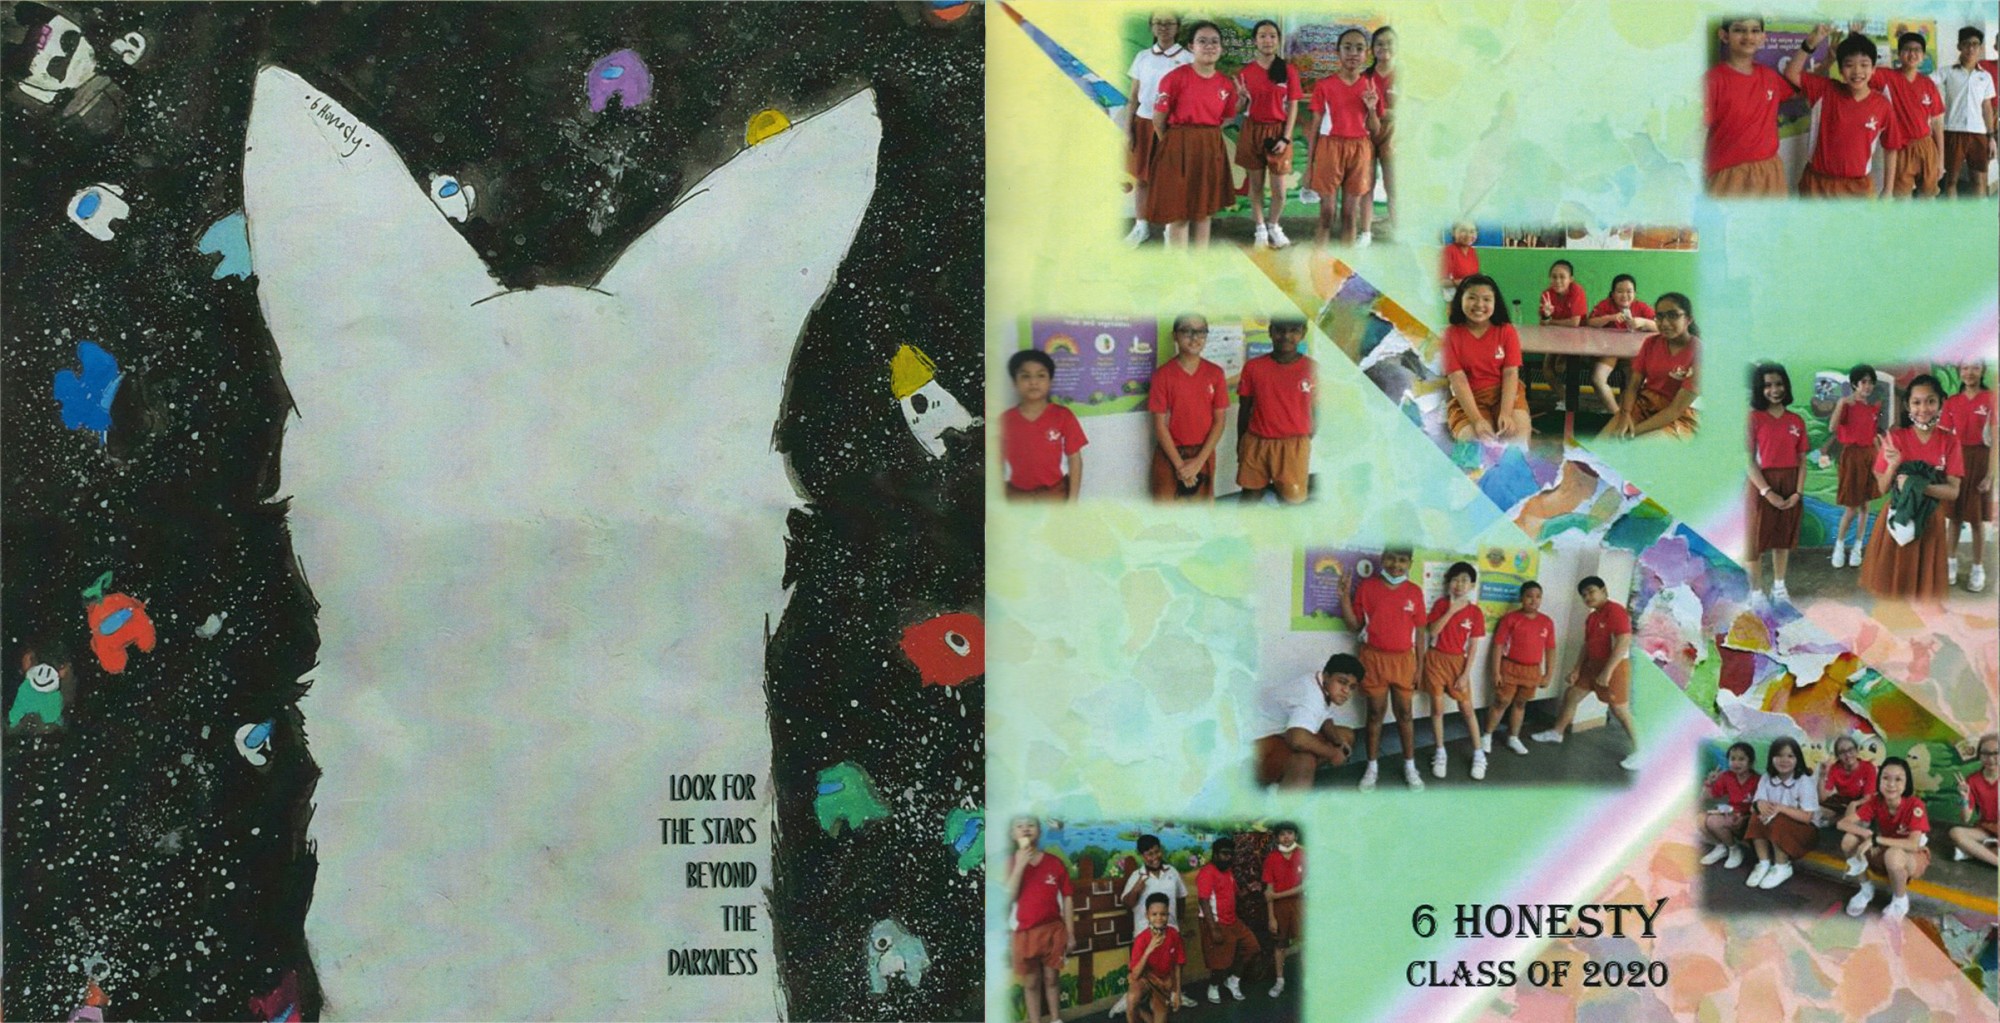 ·6 Honesty·
LOOK FOR
THE STARS
BEYOND
THE
DARKNESS
6 HONESTY
CLASS OF 2020